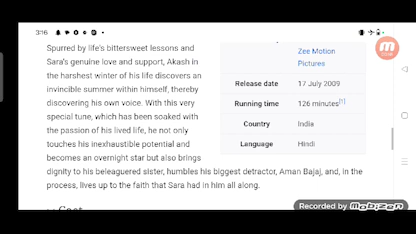 3:16
Spurred by life's bittersweet lessons and
Sara's genuine love and support, Akash in
the harshest winter of his life discovers an
invincible summer within himself, thereby
discovering his own voice. With this very
special tune, which has been soaked with
the passion of his lived life, he not only
touches his inexhaustible potential and
becomes an overnight star but also brings
dignity to his beleaguered sister, humbles his biggest detractor, Aman Bajaj, and, in the
process, lives up to the faith that Sara had in him all along.
Zee Motion
Pictures
Release date 17 July 2009
Running time 126 minutes[1]
Country India
Language Hindi
Recorded by Mobizen